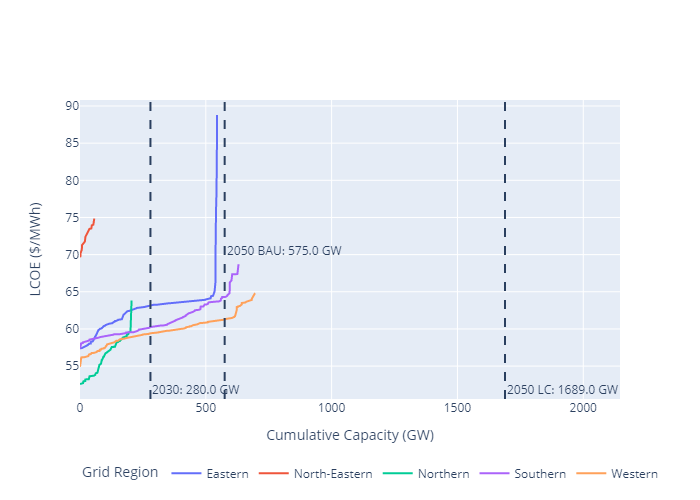 LCOE ($/MWh)
90
85
80
75
70
65
60
55
2050 BAU: 575.0 GW
2030: 280.0 GW
2050 LC: 1689.0 GW
0
500
1000
1500
2000
Cumulative Capacity (GW)
Grid Region
Eastern
North-Eastern
Northern
Southern
Western